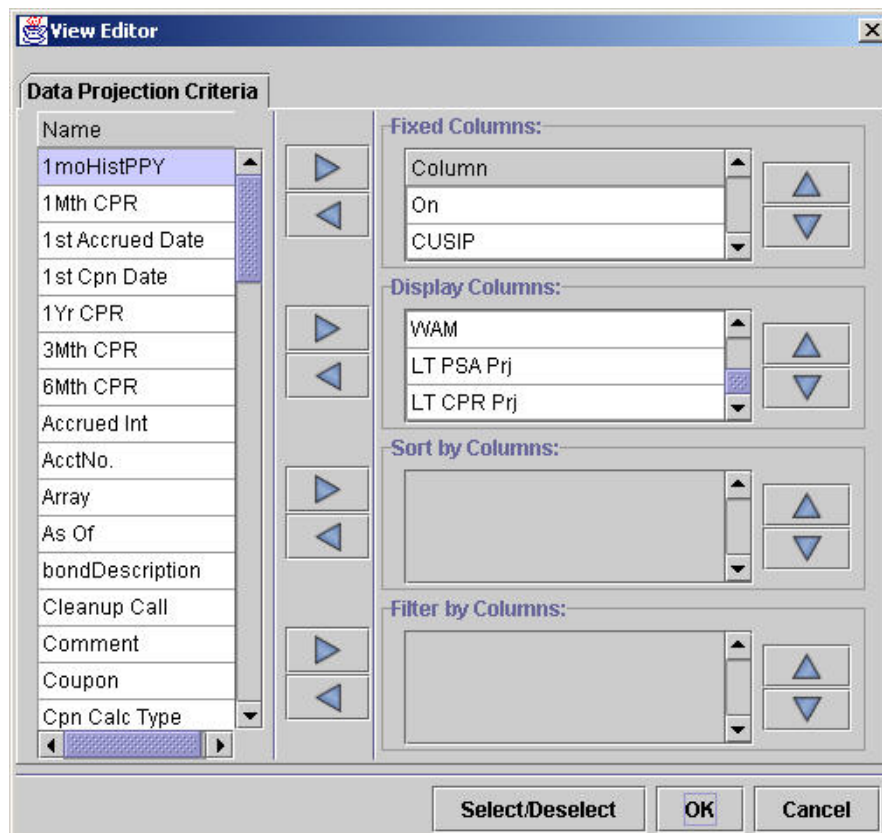 View Editor
Data Projection Criteria
Name
1moHistPPY
1Mth CPR
1st Accrued Date
1st Cpn Date
1Yr CPR
3Mth CPR
6Mth CPR
Accrued Int
AcctNo.
Array
As Of
bondDescription
Cleanup Call
Comment
Coupon
Cpn Calc Type
Fixed Columns:
Column
On
CUSIP
Display Columns:
WAM
LT PSA Prj
LT CPR Prj
Sort by Columns:
Filter by Columns:
Select/Deselect
OK
Cancel